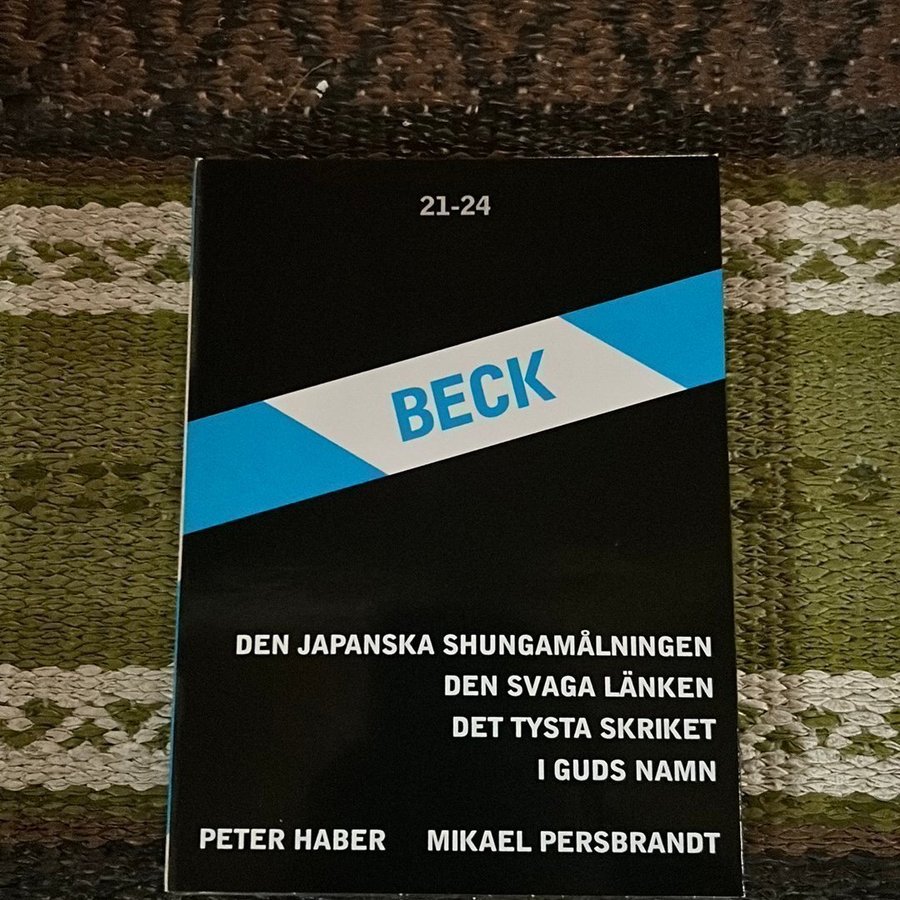 21-24
BECK
DEN JAPANSKA SHUNGAMÅLNINGEN
DEN SVAGA LÄNKEN
DET TYSTA SKRIKET
I GUDS NAMN
PETER HABER MIKAEL PERSBRANDT